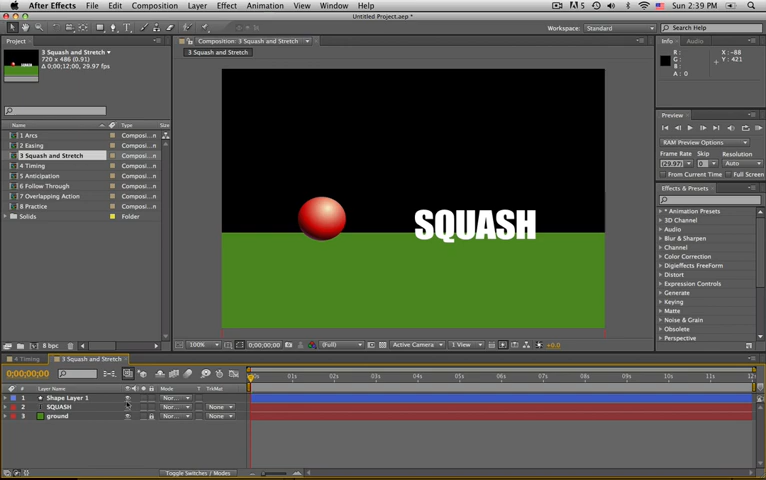 After Effects File Edit Composition Layer Effect Animation View Window Help 5 Sun 2:39 PM
Untitled Project.aep *
Workspace: Standard Search Help
Project Composition: 3 Squash and Stretch Info Audio
3 Squash and Stretch
3 Squash and Stretch
720 x 486 (0.91)
Δ 0;00;12;00, 29.97 fps
R : X : -88
G : Y : 421
B :
A : 0
Preview
RAM Preview Options
Frame Rate Skip Resolution
(29.97) 0 Auto
From Current Time Full Screen
Name Type Size
1 Arcs Composi...n
2 Easing Composi...n
3 Squash and Stretch Composi...n
4 Timing Composi...n
5 Anticipation Composi...n
6 Follow Through Composi...n
7 Overlapping Action Composi...n
8 Practice Composi...n
Solids Folder
SQUASH
Effects & Presets
* Animation Presets
3D Channel
Audio
Blur & Sharpen
Channel
Color Correction
Digieffects FreeForm
Distort
Expression Controls
Generate
Keying
Matte
Noise & Grain
Obsolete
Perspective
8 bpc
100% 0;00;00;00 (Full) Active Camera 1 View +0.0
4 Timing 3 Squash and Stretch
0;00;00;00
00s 01s 02s 03s 04s 05s 06s 07s 08s 09s 10s 11s 12s
# Layer Name Mode T TrkMat
1 Shape Layer 1 Nor...
2 T SQUASH Nor... None
3 ground Nor... None
Toggle Switches / Modes